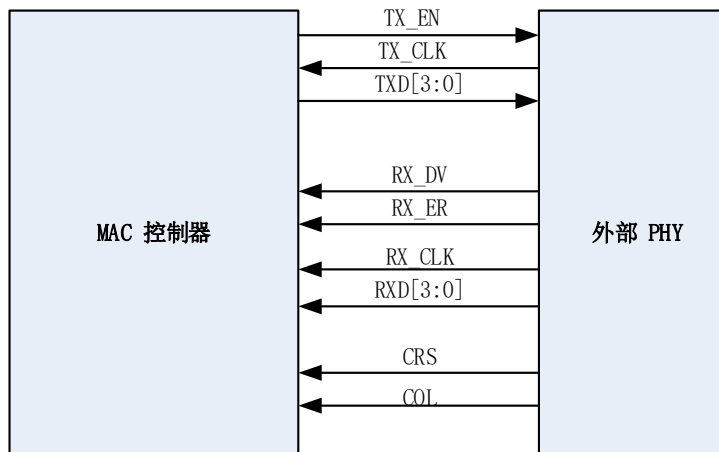 TX_EN
TX_CLK
TXD[3:0]
RX_DV
RX_ER
MAC 控制器
外部 PHY
RX_CLK
RXD[3:0]
CRS
COL